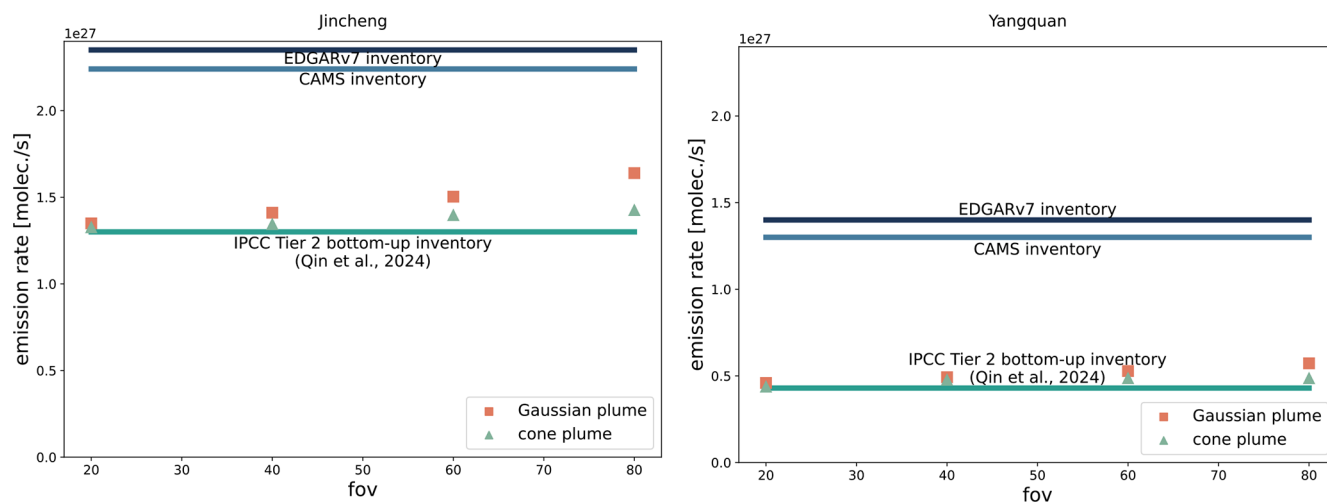 Jincheng
1e27
EDGARv7 inventory
CAMS inventory
2.0
1.5
IPCC Tier 2 bottom-up inventory
(Qin et al., 2024)
1.0
0.5
0.0
emission rate [molec./s]
Gaussian plume
cone plume
20 30 40 50 60 70 80
fov
Yangquan
1e27
2.0
1.5
EDGARv7 inventory
CAMS inventory
1.0
IPCC Tier 2 bottom-up inventory
(Qin et al., 2024)
0.5
0.0
emission rate [molec./s]
Gaussian plume
cone plume
20 30 40 50 60 70 80
fov